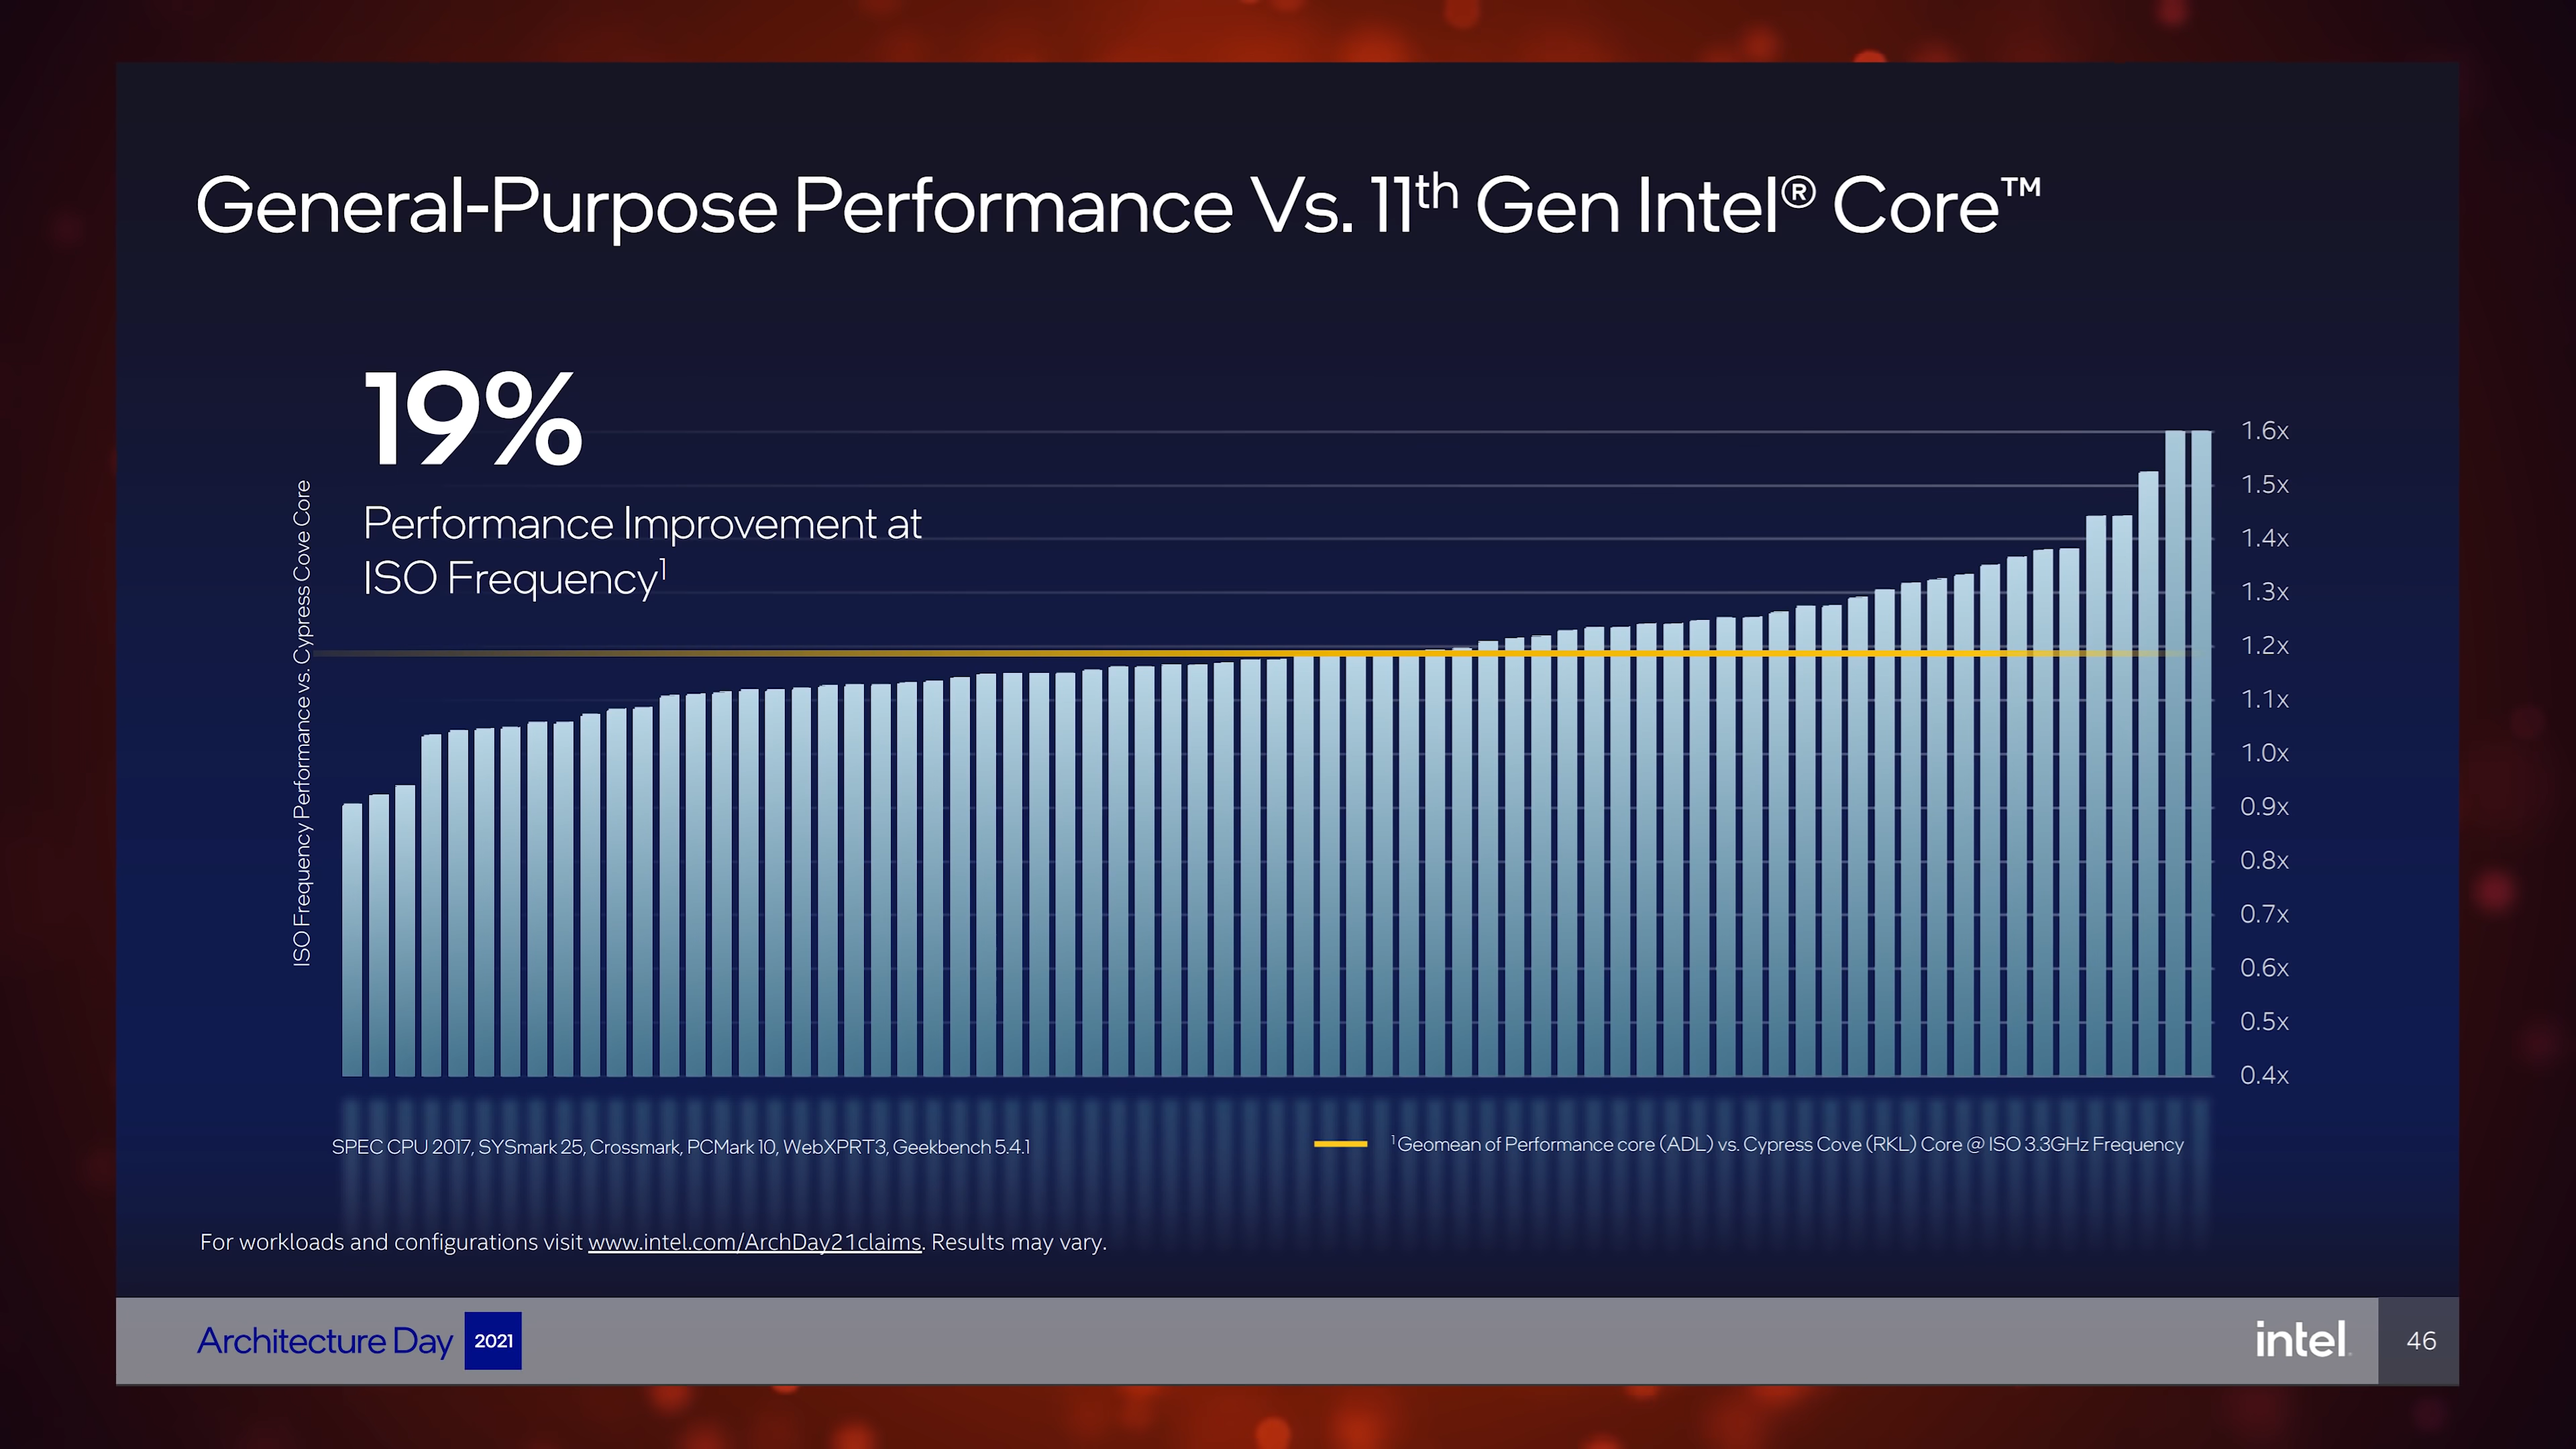 General-Purpose Performance Vs. 11th Gen Intel® Core™
19%
Performance Improvement at
ISO Frequency1
ISO Frequency Performance vs. Cypress Cove Core
1.6x
1.5x
1.4x
1.3x
1.2x
1.1x
1.0x
0.9x
0.8x
0.7x
0.6x
0.5x
0.4x
SPEC CPU 2017, SYSmark 25, Crossmark, PCMark 10, WebXPRT3, Geekbench 5.4.1
1Geomean of Performance core (ADL) vs. Cypress Cove (RKL) Core @ ISO 3.3GHz Frequency
For workloads and configurations visit www.intel.com/ArchDay21claims. Results may vary.
Architecture Day 2021
intel.
46